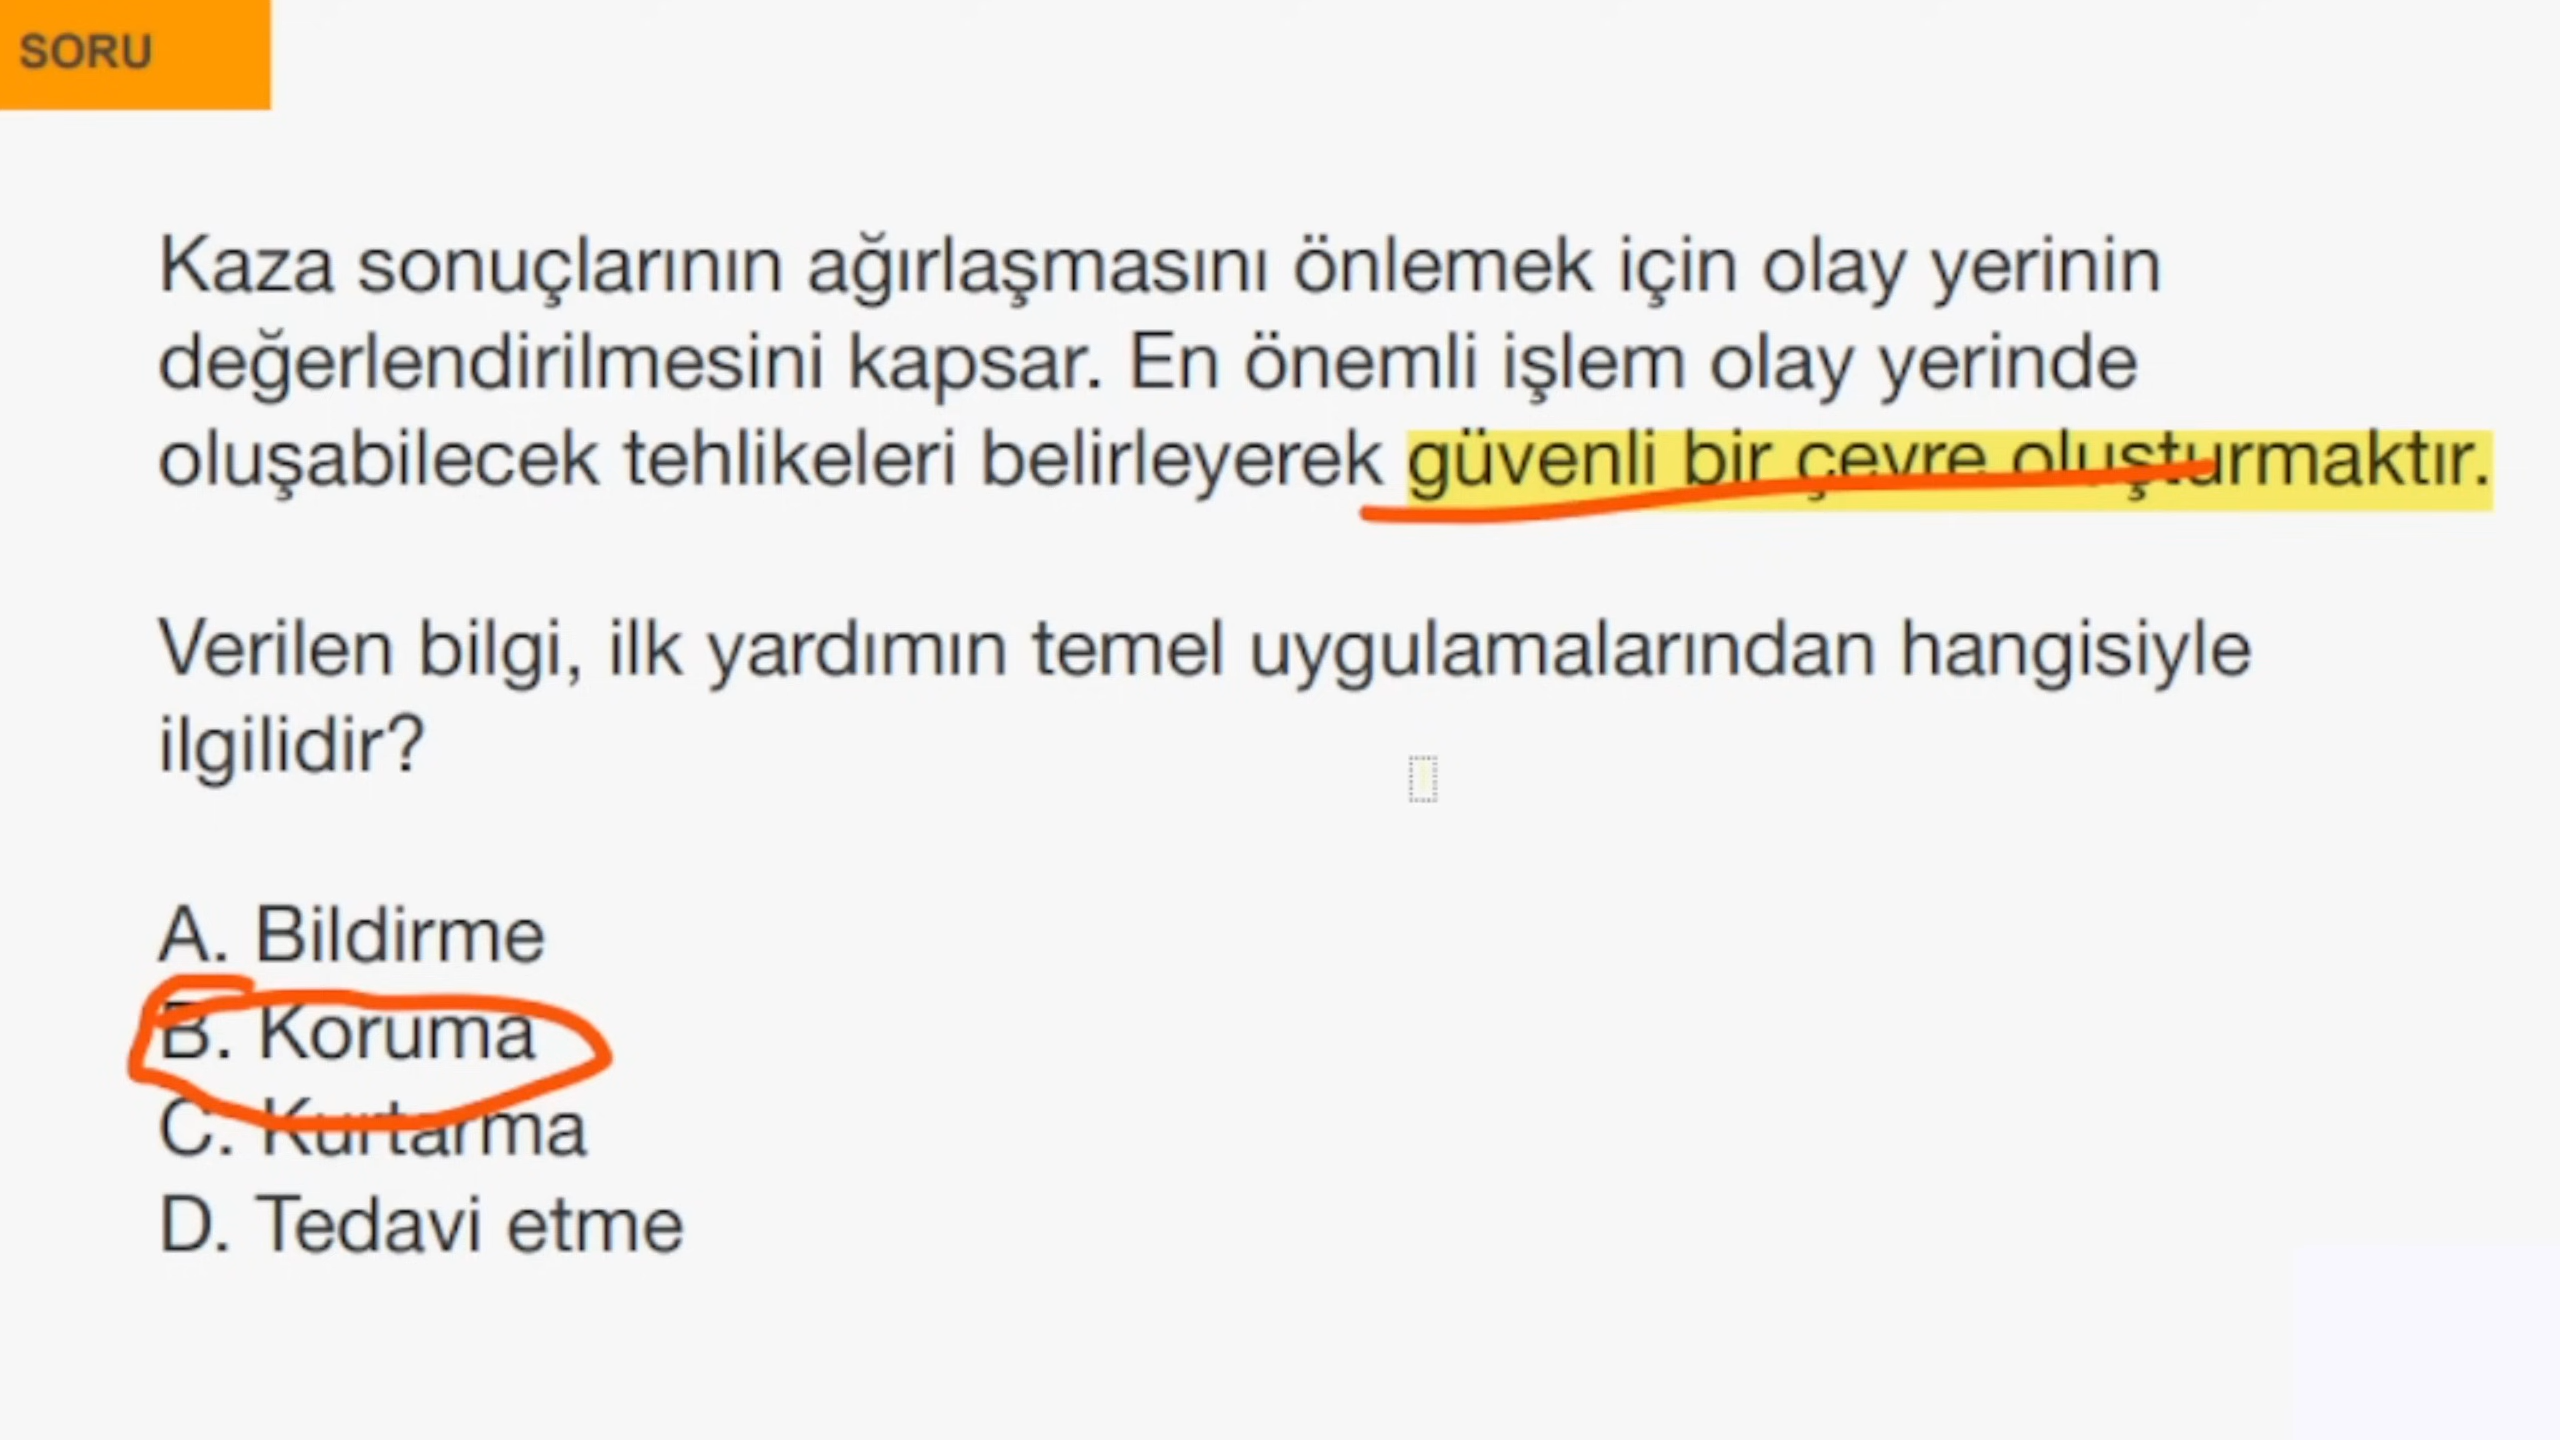 SORU
Kaza sonuçlarının ağırlaşmasını önlemek için olay yerinin
değerlendirilmesini kapsar. En önemli işlem olay yerinde
oluşabilecek tehlikeleri belirleyerek güvenli bir çevre oluşturmaktır.
Verilen bilgi, ilk yardımın temel uygulamalarından hangisiyle
ilgilidir?
A. Bildirme
B. Koruma
C. Kurtarma
D. Tedavi etme